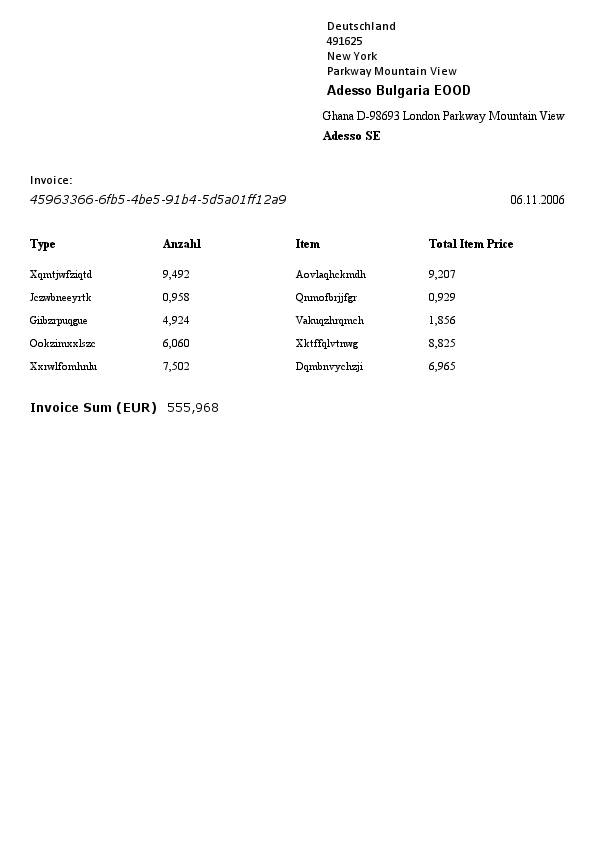 Deutschland
491625
New York
Parkway Mountain View
Adesso Bulgaria EOOD
Ghana D-98693 London Parkway Mountain View
Adesso SE
Invoice:
45963366-6fb5-4be5-91b4-5d5a01ff12a9 06.11.2006
Type Anzahl Item Total Item Price
Xqmtjwfziqtd 9,492 Aovlaqhckmdh 9,207
Jczwbneeyrtk 0,958 Qnmofbrjjfgr 0,929
Giibzrpuqgue 4,924 Vakuqzhrqmch 1,856
Ookzimxxlszc 6,060 Xktffqlvtnwg 8,825
Xxrwlfomhnlu 7,502 Dqmbnvychzji 6,965
Invoice Sum (EUR) 555,968